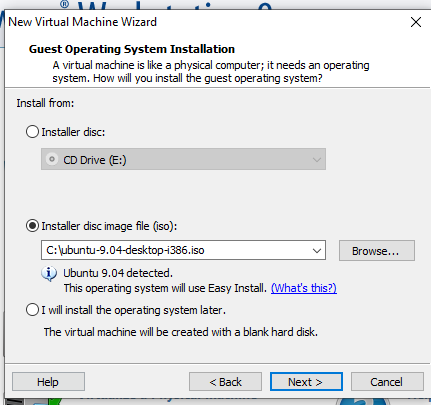 New Virtual Machine Wizard
Guest Operating System Installation
A virtual machine is like a physical computer; it needs an operating
system. How will you install the guest operating system?
Install from:
Installer disc:
CD Drive (E:)
Installer disc image file (iso):
C:\ubuntu-9.04-desktop-i386.iso
Browse...
Ubuntu 9.04 detected.
This operating system will use Easy Install. (What's this?)
I will install the operating system later.
The virtual machine will be created with a blank hard disk.
Help
< Back
Next >
Cancel